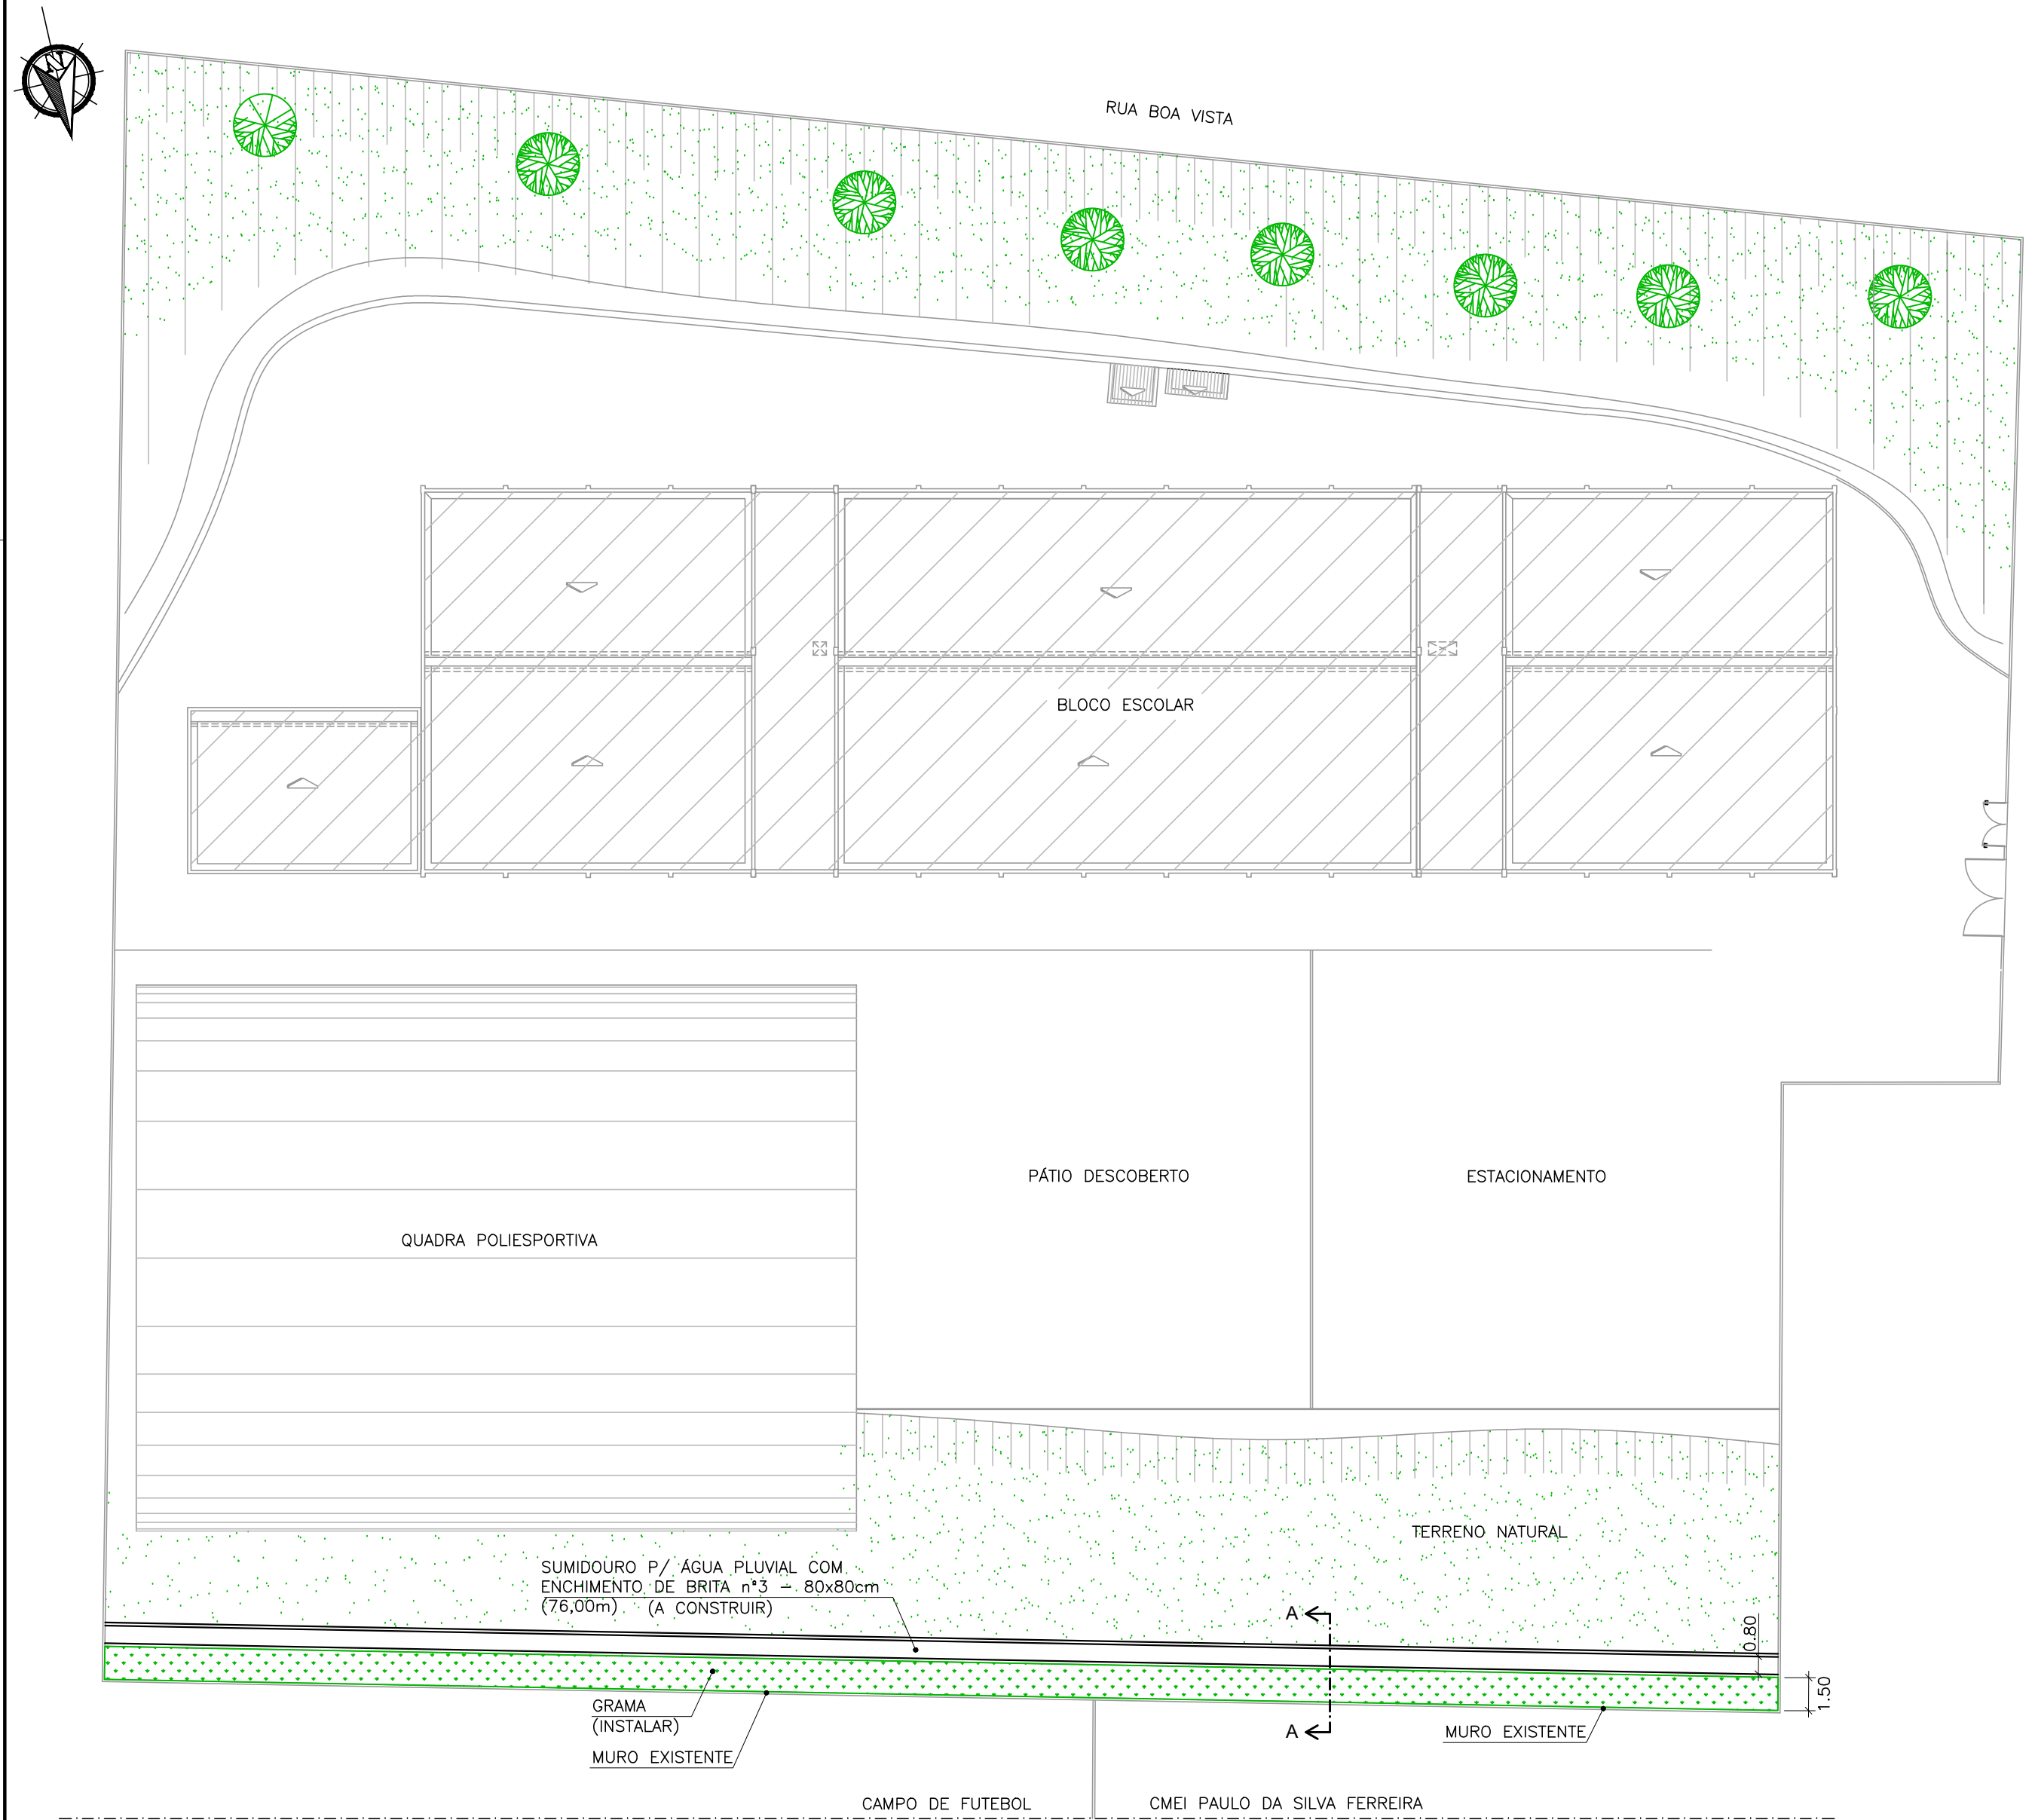 N
RUA BOA VISTA
BLOCO ESCOLAR
PÁTIO DESCOBERTO
ESTACIONAMENTO
QUADRA POLIESPORTIVA
TERRENO NATURAL
SUMIDOURO P/ ÁGUA PLUVIAL COM
ENCHIMENTO DE BRITA nº3 – 80x80cm
(76,00m) (A CONSTRUIR)
A
0.80
1.50
GRAMA
(INSTALAR)
A
MURO EXISTENTE
MURO EXISTENTE
CAMPO DE FUTEBOL
CMEI PAULO DA SILVA FERREIRA